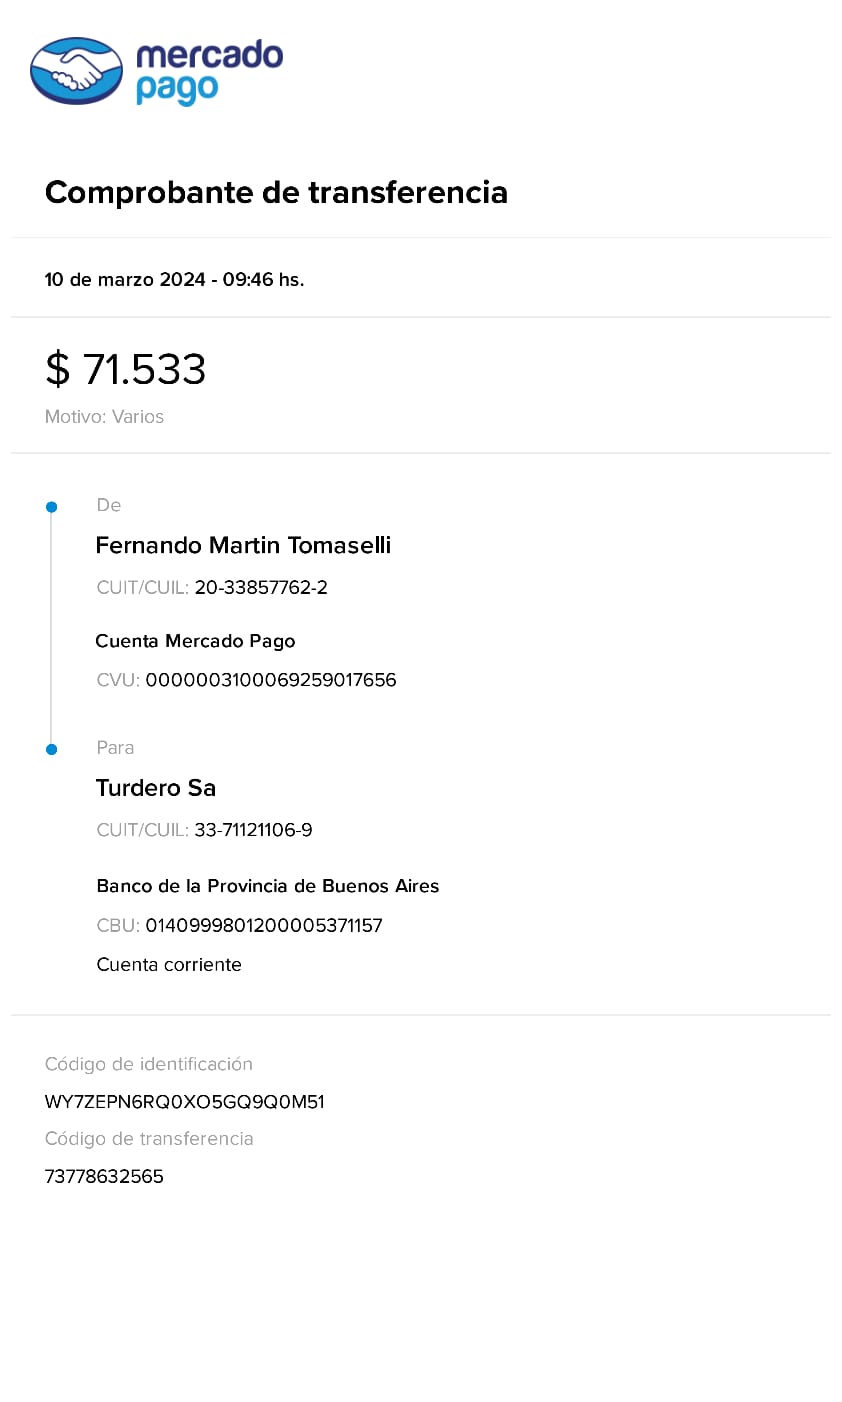 mercado
pago
Comprobante de transferencia
10 de marzo 2024 - 09:46 hs.
$ 71.533
Motivo: Varios
De
Fernando Martin Tomaselli
CUIT/CUIL: 20-33857762-2
Cuenta Mercado Pago
CVU: 0000003100069259017656
Para
Turdero Sa
CUIT/CUIL: 33-71121106-9
Banco de la Provincia de Buenos Aires
CBU: 0140999801200005371157
Cuenta corriente
Código de identificación
WY7ZEPN6RQ0XO5GQ9Q0M51
Código de transferencia
73778632565